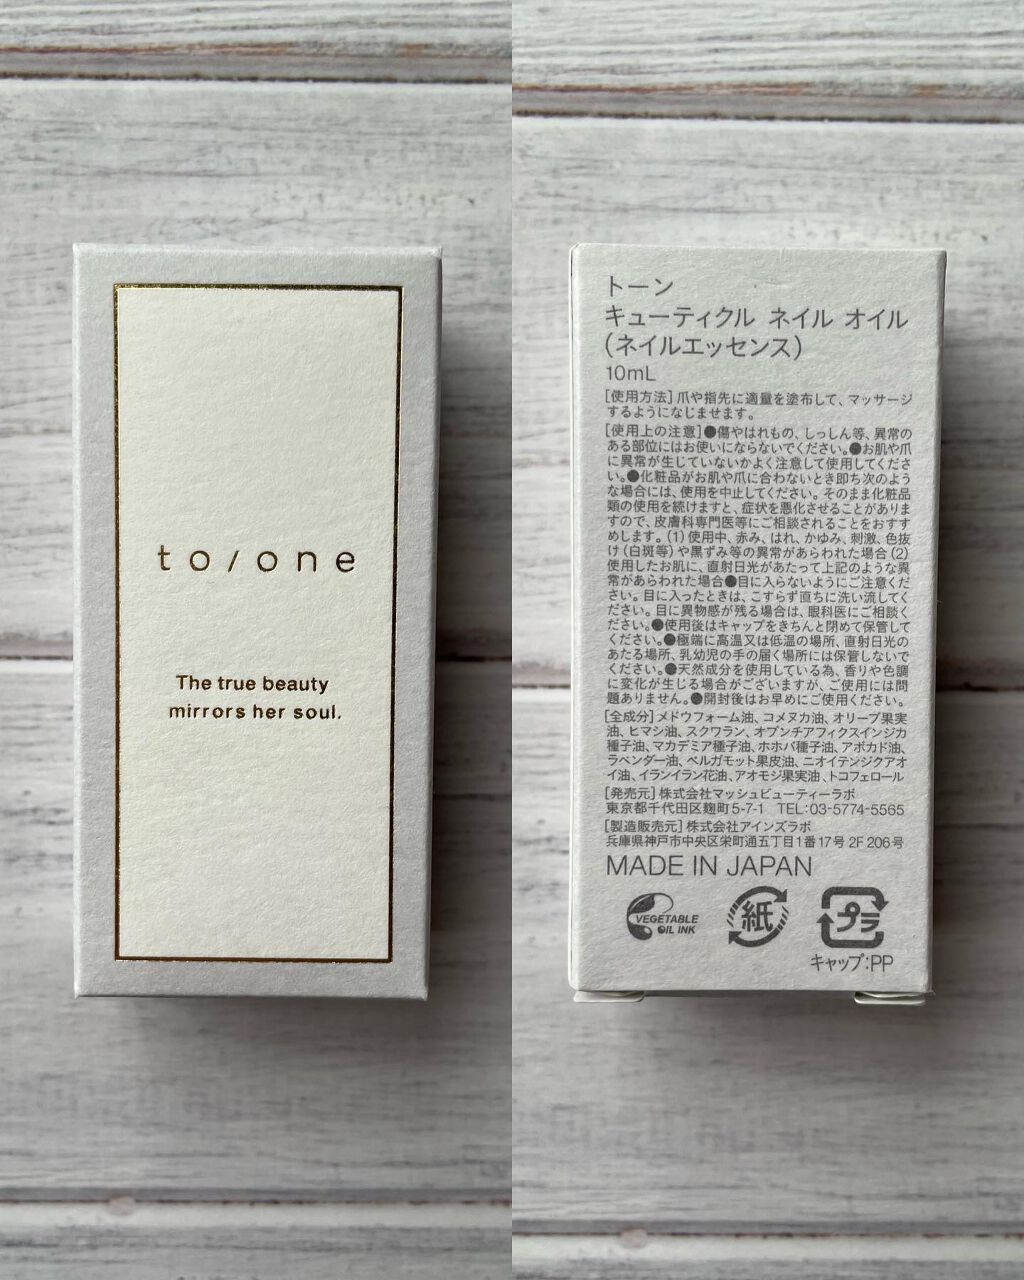 to/one
The true beauty
mirrors her soul.
トーン
キューティクル ネイル オイル
(ネイルエッセンス)
10mL
[使用方法]爪や指先に適量を塗布して、マッサージ
するようになじませます。
[使用上の注意]●傷やはれもの、しっしん等、異常の
ある部位にはお使いにならないでください。●お肌や爪
に異常が生じていないかよく注意して使用してくださ
い。●化粧品がお肌や爪に合わないとき即ち次のよう
な場合には、使用を中止してください。そのまま化粧品
類の使用を続けますと、症状を悪化させることがありま
すので、皮膚科専門医等にご相談されることをおすす
めします。(1)使用中、赤み、はれ、かゆみ、刺激、色抜
け(白斑等)や黒ずみ等の異常があらわれた場合(2)
使用したお肌に、直射日光があたって上記のような異
常があらわれた場合●目に入らないようにご注意くだ
さい。目に入ったときは、こすらず直ちに洗い流してく
ださい。目に異物感が残る場合は、眼科医にご相談く
ださい。●使用後はキャップをきちんと閉めて保管して
ください。●極端に高温又は低温の場所、直射日光の
あたる場所、乳幼児の手の届く場所には保管しないで
ください。●天然成分を使用している為、香りや色調
に変化が生じる場合がございますが、ご使用には問
題ありません。●開封後はお早めにご使用ください。
[全成分]メドウフォーム油、コメヌカ油、オリーブ果実
油、ヒマシ油、スクワラン、オプンチアフィクスインジカ
種子油、マカデミア種子油、ホホバ種子油、アボカド油、
ラベンダー油、ベルガモット果皮油、ニオイテンジクアオ
イ油、イランイラン花油、アオモジ果実油、トコフェロール
[発売元]株式会社マッシュビューティーラボ
東京都千代田区麹町5-7-1 TEL:03-5774-5565
[製造販売元]株式会社アインズラボ
兵庫県神戸市中央区栄町通五丁目1番17号 2F 206号
MADE IN JAPAN
VEGETABLE
OIL INK
紙
プラ
キャップ:PP